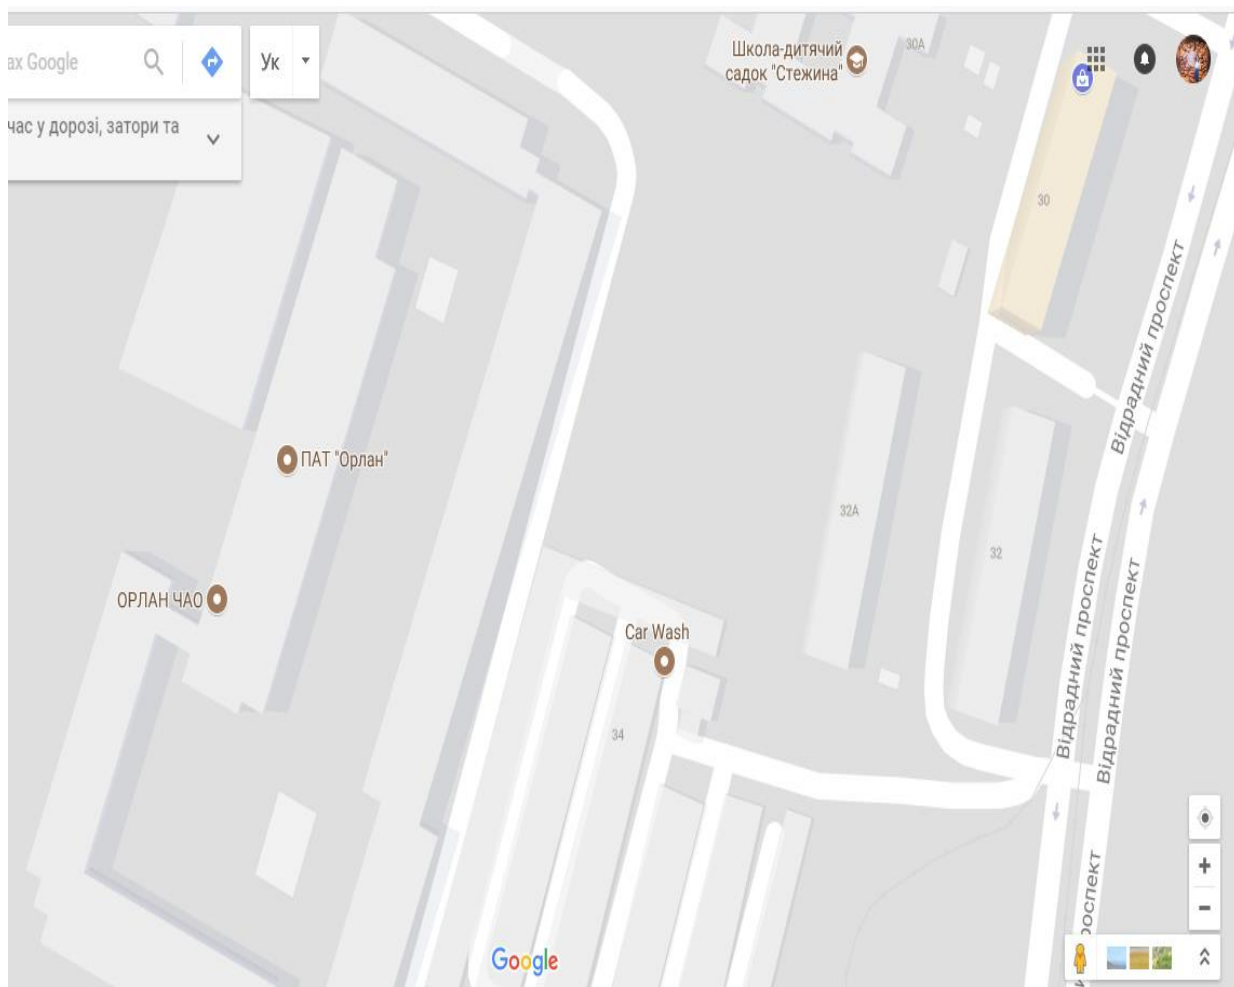 ах Google
Ук
час у дорозі, затори та
Школа-дитячий
садок "Стежина"
30А
30
Відрадний проспект
ПАТ "Орлан"
32А
32
ОРЛАН ЧАО
Car Wash
Відрадний проспект
Відрадний проспект
34
роспект
Google